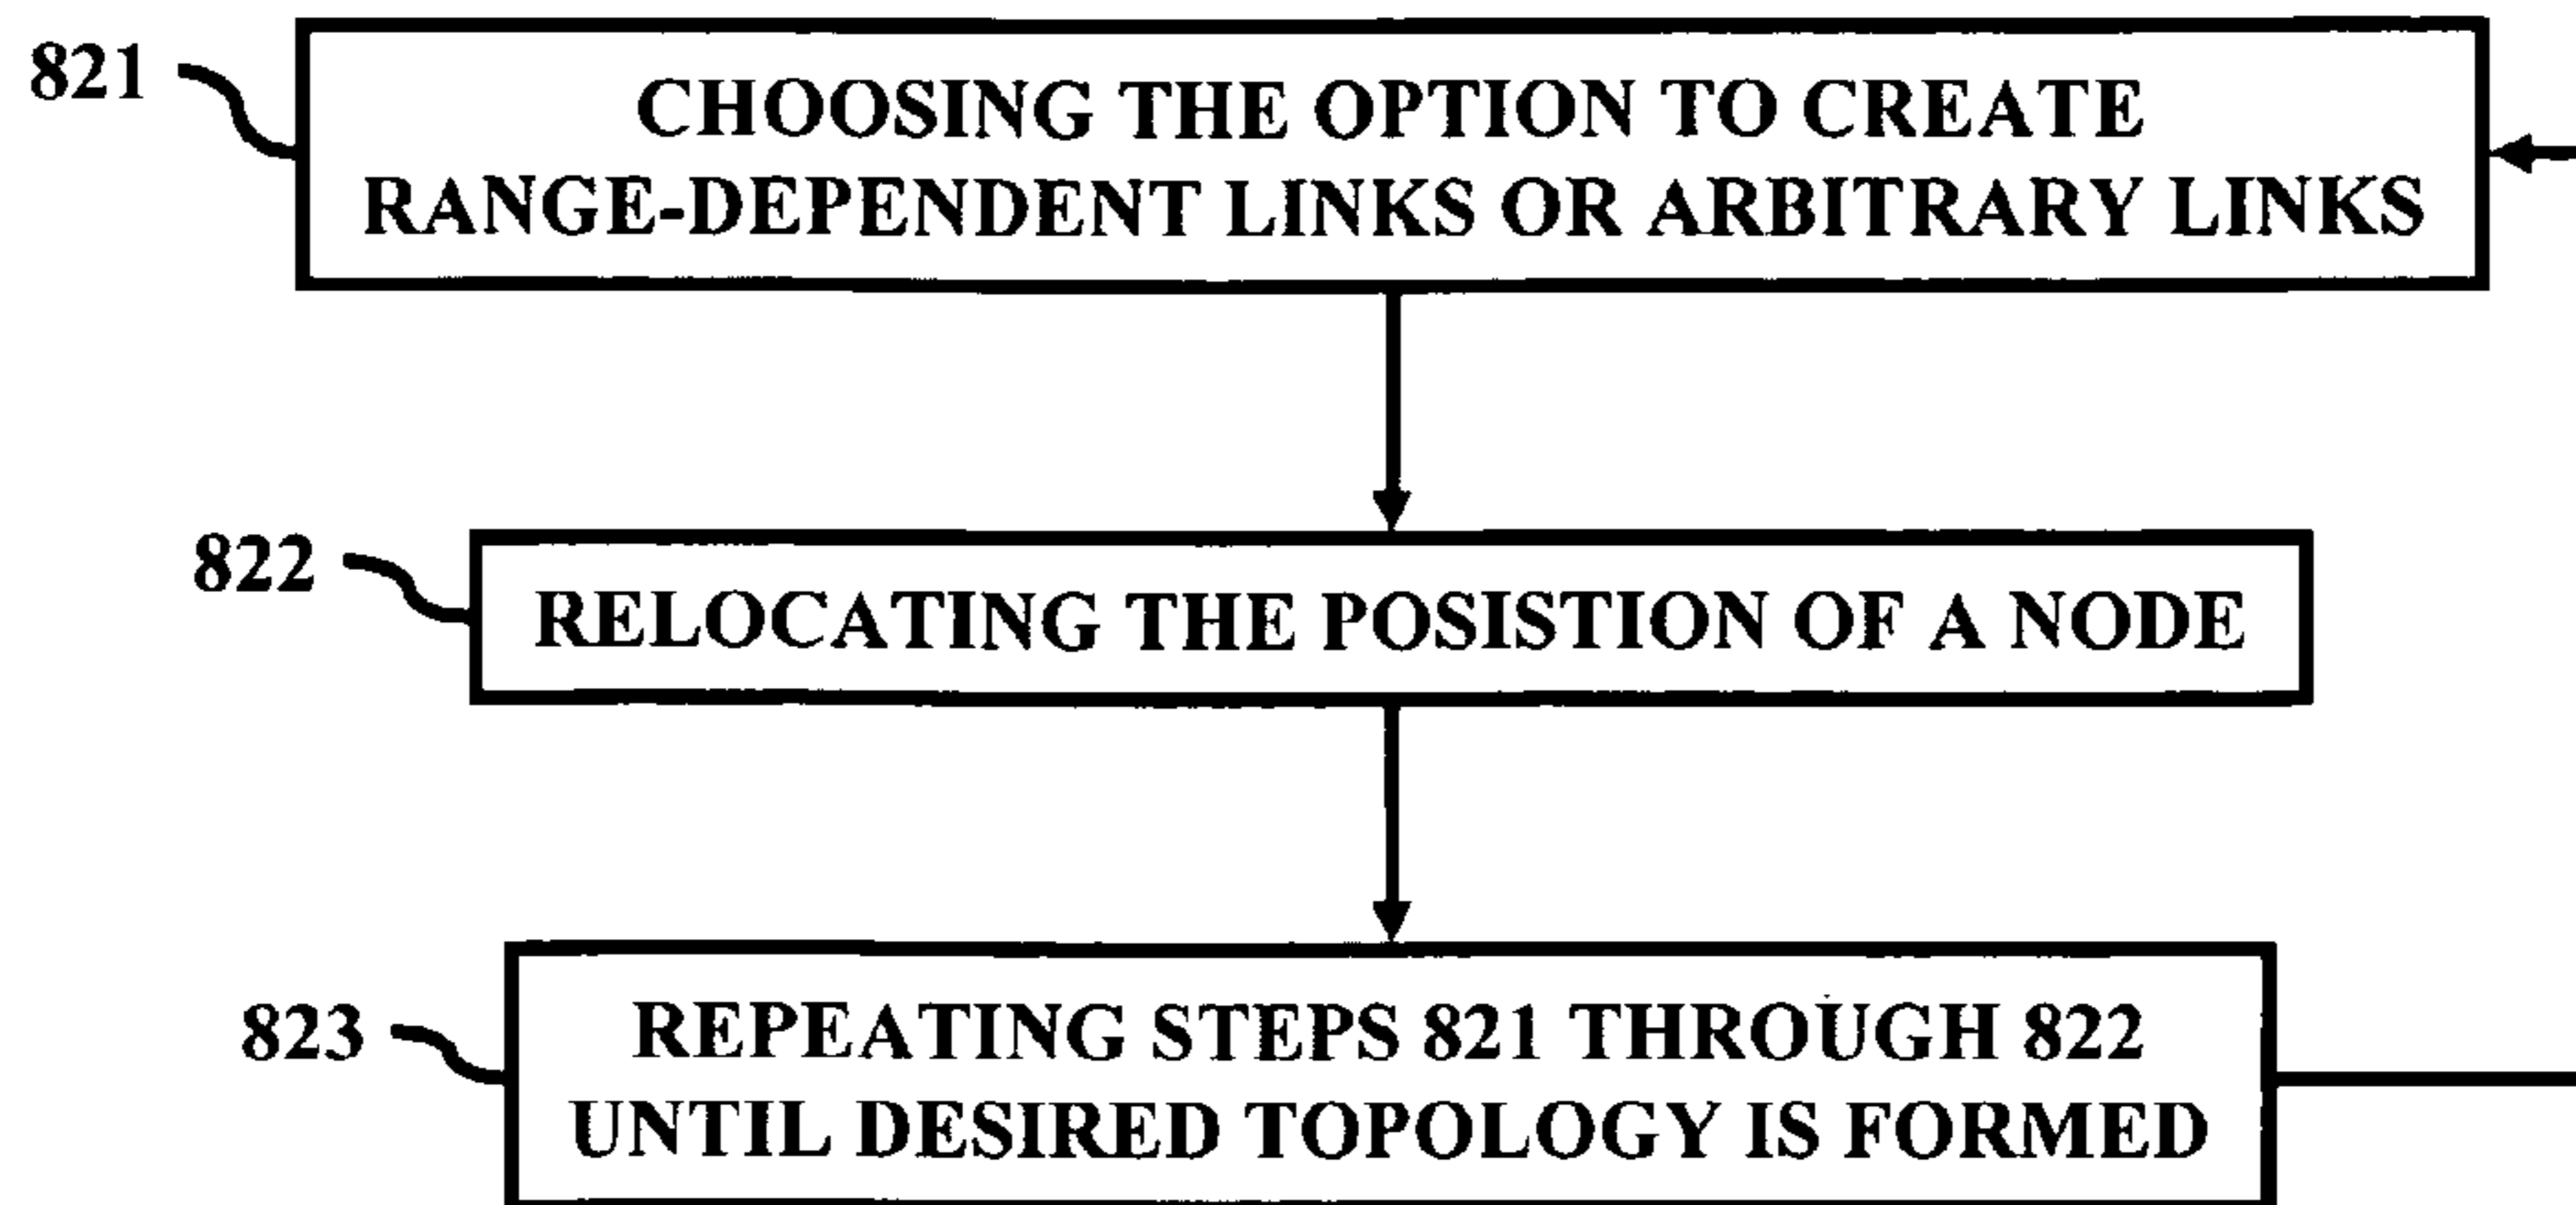 821
CHOOSING THE OPTION TO CREATE
RANGE-DEPENDENT LINKS OR ARBITRARY LINKS
822
RELOCATING THE POSISTION OF A NODE
823
REPEATING STEPS 821 THROUGH 822
UNTIL DESIRED TOPOLOGY IS FORMED